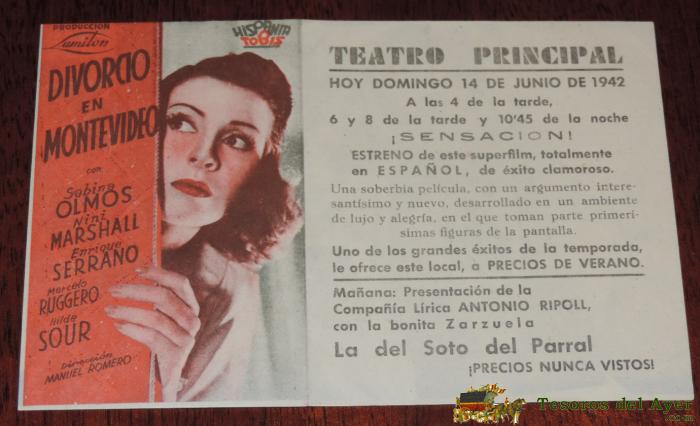 PRODUCCION
Lumiton
HISPANIA
TOBIS
DIVORCIO
EN
MONTEVIDEO
con
Sabina
OLMOS
Nini
MARSHALL
Enrique
SERRANO
Marcelo
RUGGERO
Hilde
SOUR
Dirección
MANUEL ROMERO
TEATRO PRINCIPAL
HOY DOMINGO 14 DE JUNIO DE 1942
A las 4 de la tarde,
6 y 8 de la tarde y 10'45 de la noche
¡SENSACION!
ESTRENO de este superfilm, totalmente
en ESPAÑOL, de éxito clamoroso.
Una soberbia película, con un argumento intere-
santísimo y nuevo, desarrollado en un ambiente
de lujo y alegría, en el que toman parte primerí-
simas figuras de la pantalla.
Uno de los grandes éxitos de la temporada,
le ofrece este local, a PRECIOS DE VERANO.
Mañana: Presentación de la
Compañía Lírica ANTONIO RIPOLL,
con la bonita Zarzuela
La del Soto del Parral
¡PRECIOS NUNCA VISTOS!
Tesoros del Ayer
.com